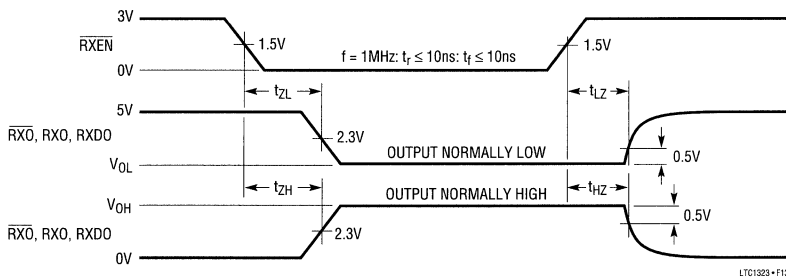 3V
RXEN
1.5V
f = 1MHz: tr ≤ 10ns: tf ≤ 10ns
1.5V
0V
tZL
tLZ
5V
RXO, RXO, RXDO
2.3V
OUTPUT NORMALLY LOW
0.5V
VOL
tZH
tHZ
VOH
OUTPUT NORMALLY HIGH
0.5V
RXO, RXO, RXDO
2.3V
0V
LTC1323 • F13